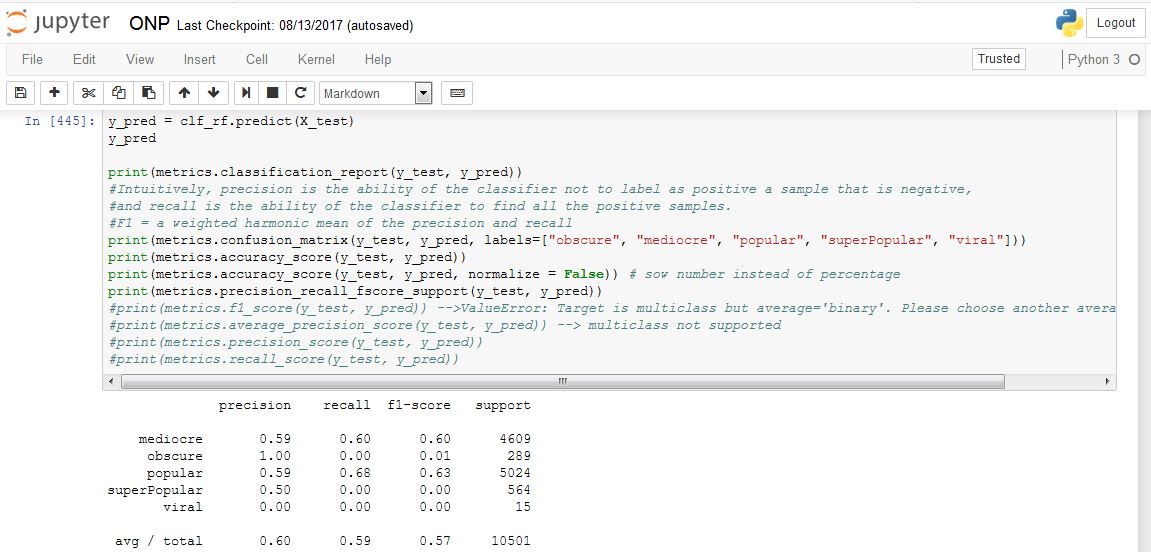 jupyter ONP Last Checkpoint: 08/13/2017 (autosaved) Logout
File Edit View Insert Cell Kernel Help Trusted Python 3
Markdown
In [445]: y_pred = clf_rf.predict(X_test)
y_pred
print(metrics.classification_report(y_test, y_pred))
#Intuitively, precision is the ability of the classifier not to label as positive a sample that is negative,
#and recall is the ability of the classifier to find all the positive samples.
#F1 = a weighted harmonic mean of the precision and recall
print(metrics.confusion_matrix(y_test, y_pred, labels=["obscure", "mediocre", "popular", "superPopular", "viral"]))
print(metrics.accuracy_score(y_test, y_pred))
print(metrics.accuracy_score(y_test, y_pred, normalize = False)) # sow number instead of percentage
print(metrics.precision_recall_fscore_support(y_test, y_pred))
#print(metrics.f1_score(y_test, y_pred)) -->ValueError: Target is multiclass but average='binary'. Please choose another avera
#print(metrics.average_precision_score(y_test, y_pred)) --> multiclass not supported
#print(metrics.precision_score(y_test, y_pred))
#print(metrics.recall_score(y_test, y_pred))
precision recall f1-score support
mediocre 0.59 0.60 0.60 4609
obscure 1.00 0.00 0.01 289
popular 0.59 0.68 0.63 5024
superPopular 0.50 0.00 0.00 564
viral 0.00 0.00 0.00 15
avg / total 0.60 0.59 0.57 10501